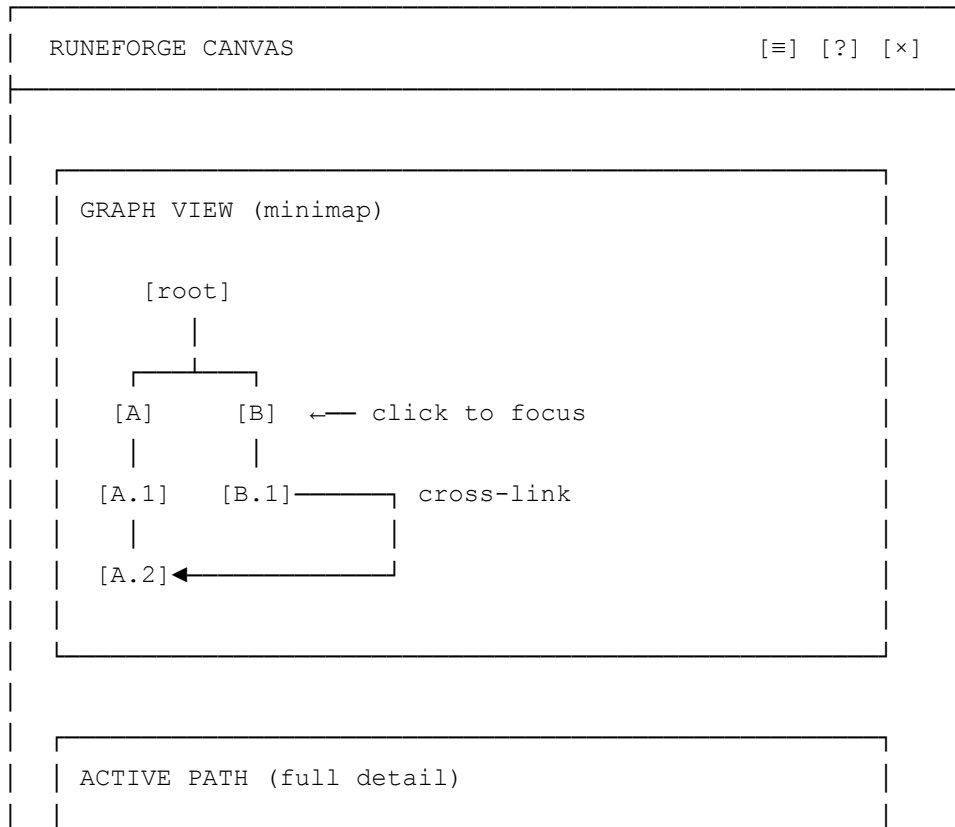 RUNEFORGE CANVAS [≡] [?] [×]
GRAPH VIEW (minimap)
[root]
[A] [B] ←── click to focus
[A.1] [B.1] cross-link
[A.2]
ACTIVE PATH (full detail)